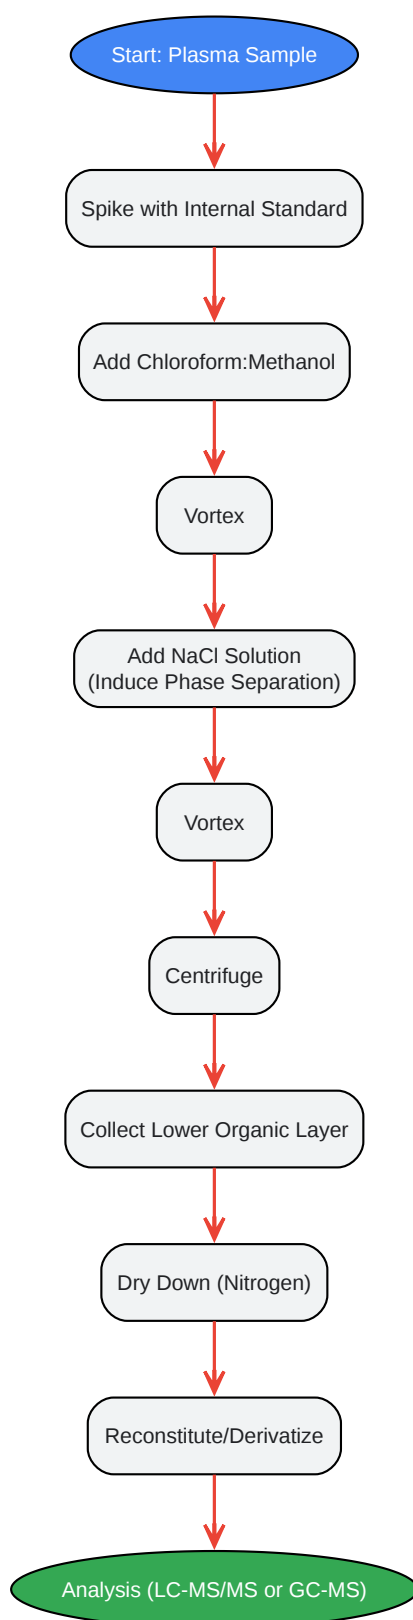 Start: Plasma Sample
Spike with Internal Standard
Add Chloroform:Methanol
Vortex
Add NaCl Solution
(Induce Phase Separation)
Vortex
Centrifuge
Collect Lower Organic Layer
Dry Down (Nitrogen)
Reconstitute/Derivatize
Analysis (LC-MS/MS or GC-MS)